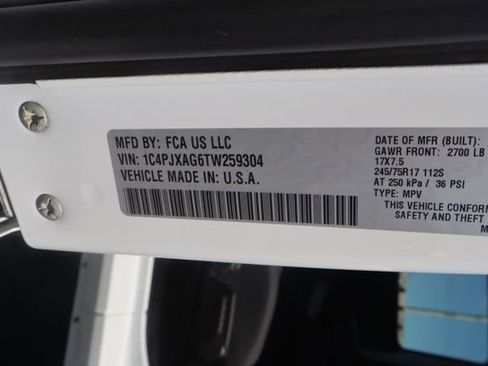 MFD BY: FCA US LLC
VIN: 1C4PJXAG6TW259304
VEHICLE MADE IN: U.S.A.
DATE OF MFR (BUILT):
GAWR FRONT: 2700 LB
17X7.5
245/75R17 112S
AT 250 kPa / 36 PSI
TYPE: MPV
THIS VEHICLE CONFORMS
SAFETY AND THEFT
M